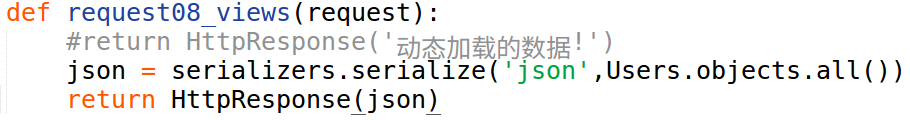 def request08_views(request):
    #return HttpResponse('动态加载的数据!')
    json = serializers.serialize('json',Users.objects.all())
    return HttpResponse(json)